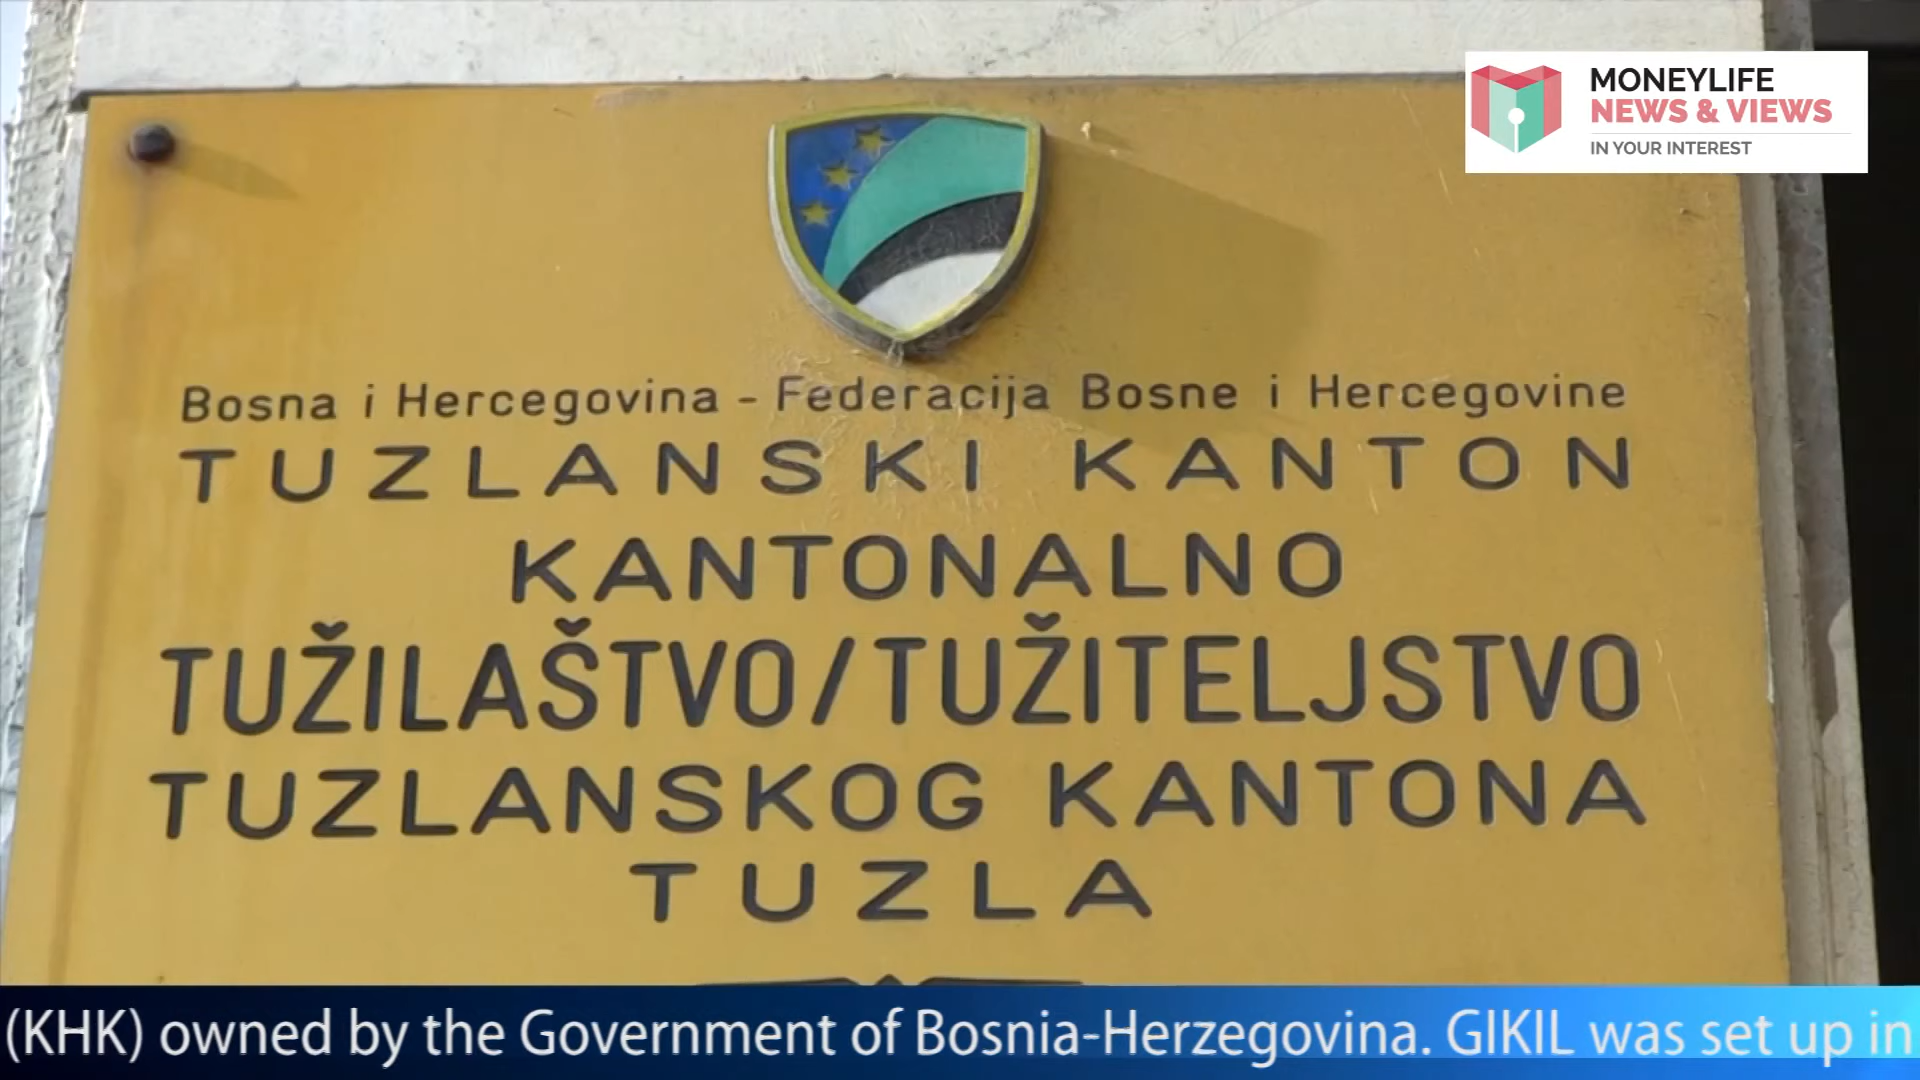 MONEYLIFE
NEWS & VIEWS
IN YOUR INTEREST
Bosna i Hercegovina - Federacija Bosne i Hercegovine
TUZLANSKI KANTON
KANTONALNO
TUŽILAŠTVO/TUŽITELJSTVO
TUZLANSKOG KANTONA
TUZLA
(KHK) owned by the Government of Bosnia-Herzegovina. GIKIL was set up in